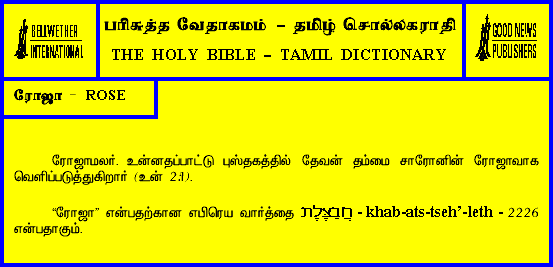 BELLWETHER
INTERNATIONAL
பரிசுத்த வேதாகமம் – தமிழ் சொல்லகராதி
THE HOLY BIBLE – TAMIL DICTIONARY
GOOD NEWS
PUBLISHERS
ரோஜா - ROSE
ரோஜாமலர். உன்னதப்பாட்டு புஸ்தகத்தில் தேவன் தம்மை சாரோனின் ரோஜாவாக
வெளிப்படுத்துகிறார் (உன் 2:1).
“ரோஜா” என்பதற்கான எபிரெய வார்த்தை חֲבַצֶּלֶת - khab-ats-tseh’-leth - 2226
என்பதாகும்.